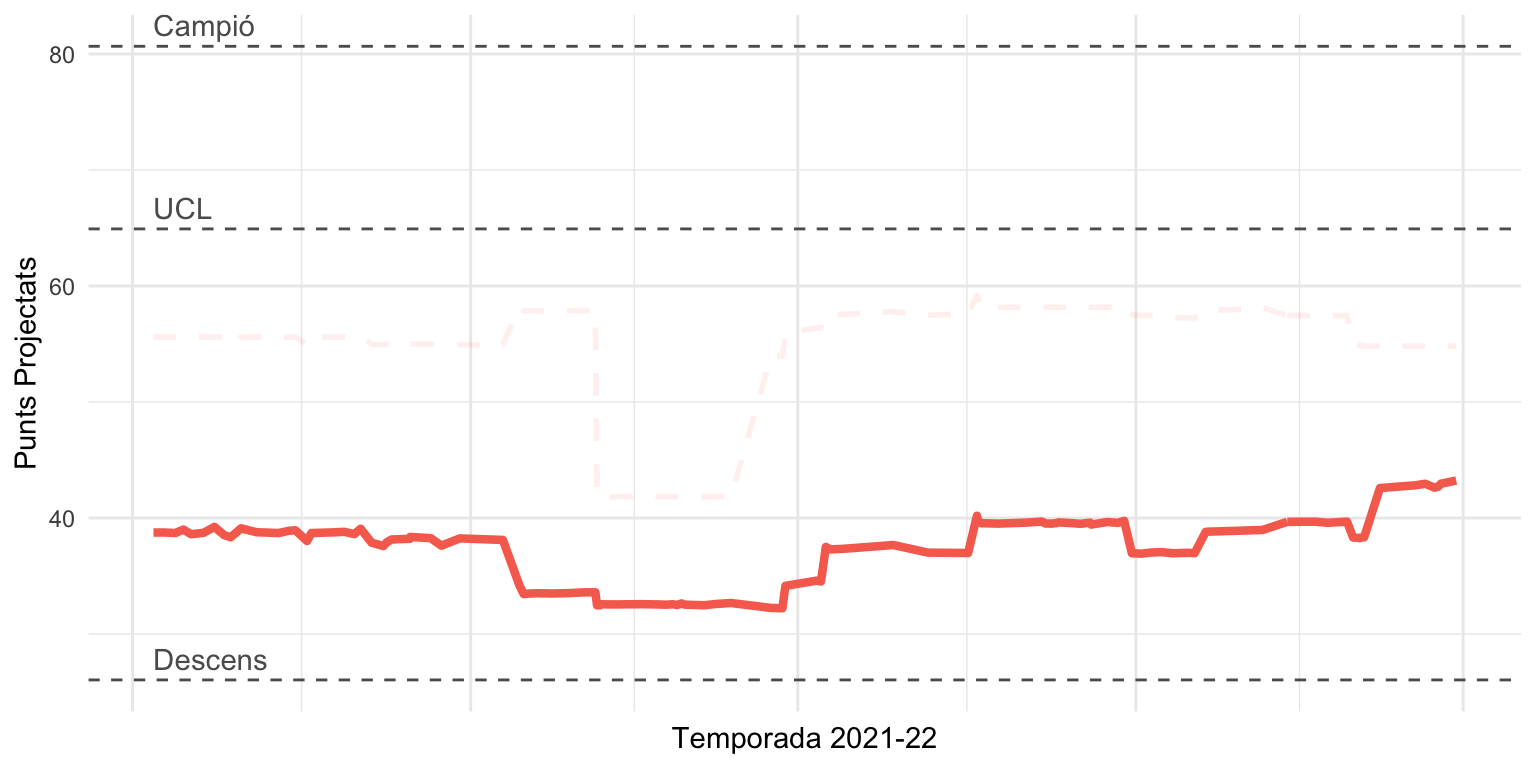 Campió
80
UCL
60
Punts Projectats
40
Descens
Temporada 2021-22